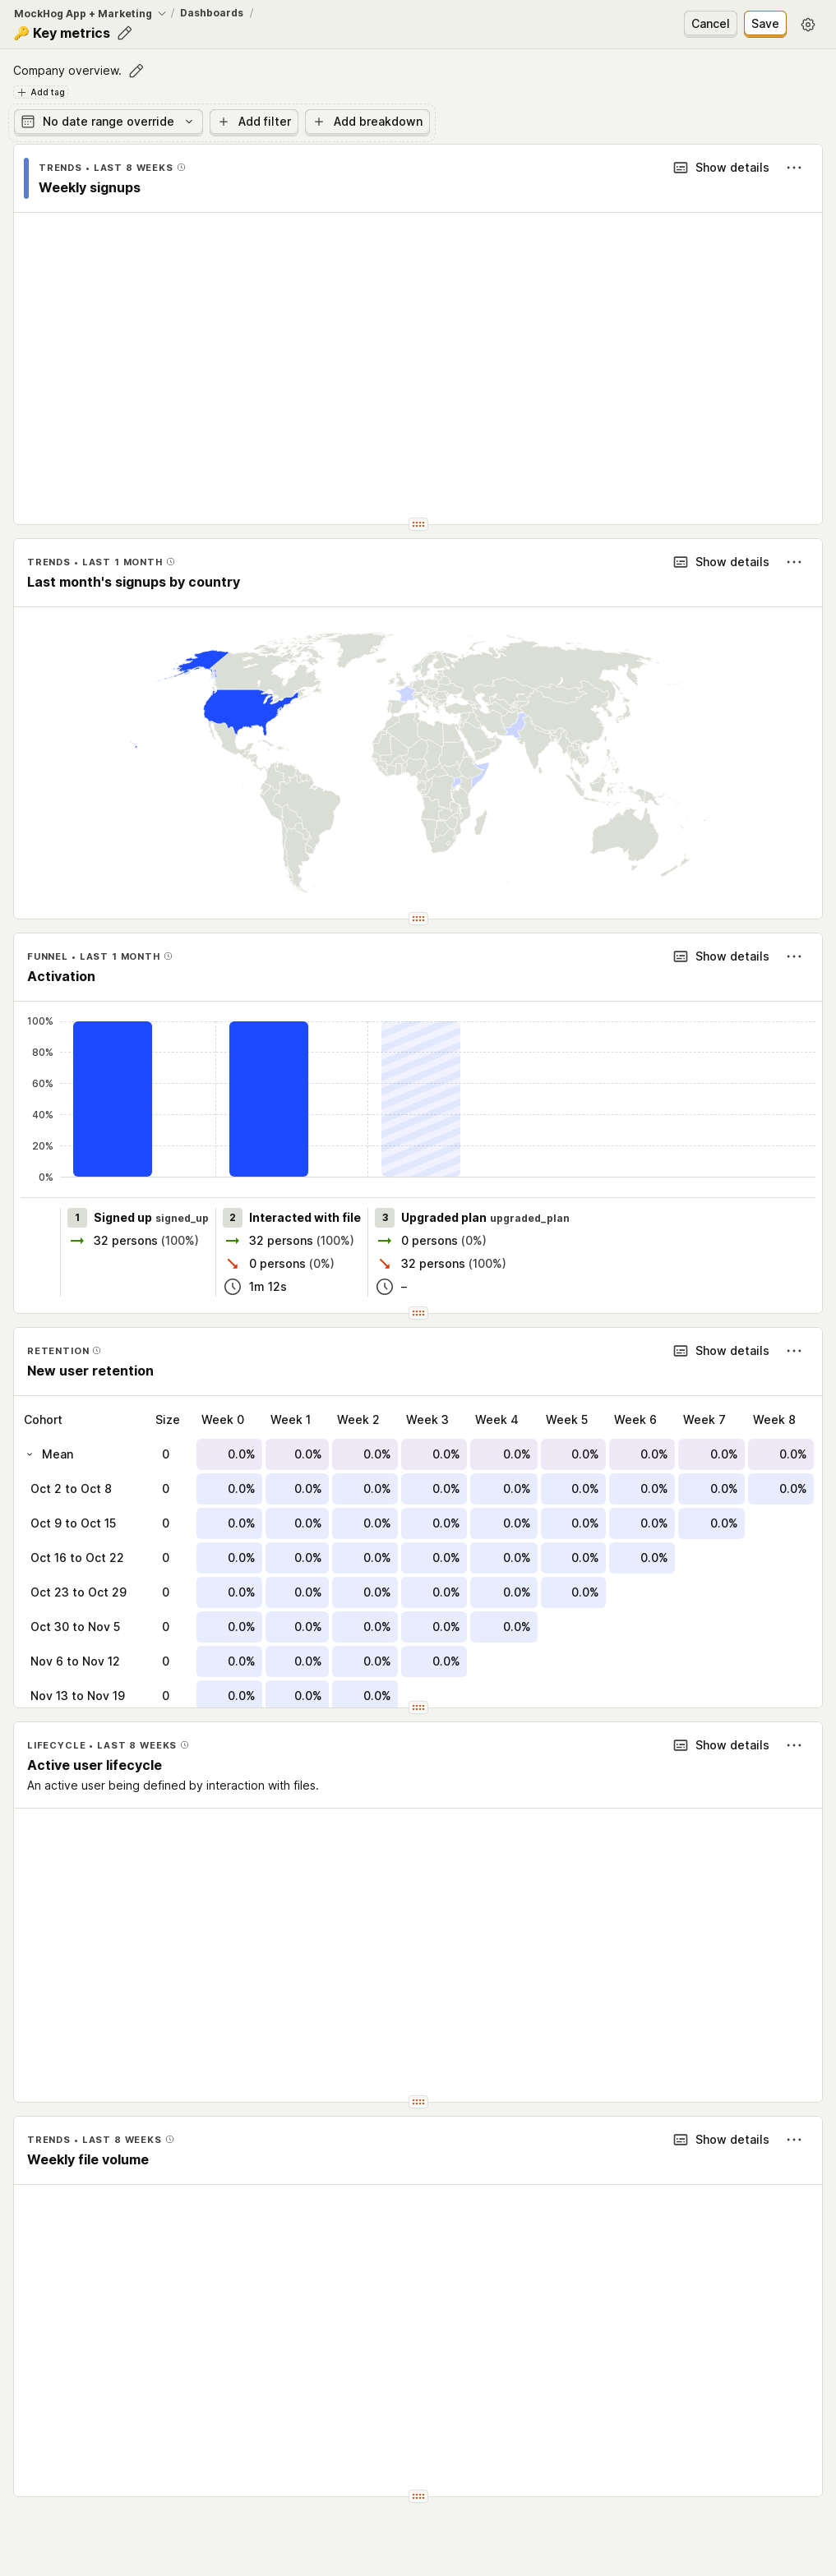 MockHog App + Marketing / Dashboards /
🔑 Key metrics
Cancel
Save
Company overview.
Add tag
No date range override
Add filter
Add breakdown
TRENDS • LAST 8 WEEKS
Show details
Weekly signups
TRENDS • LAST 1 MONTH
Show details
Last month's signups by country
FUNNEL • LAST 1 MONTH
Show details
Activation
100%
80%
60%
40%
20%
0%
1 Signed up signed_up
32 persons (100%)
2 Interacted with file
32 persons (100%)
0 persons (0%)
1m 12s
3 Upgraded plan upgraded_plan
0 persons (0%)
32 persons (100%)
–
RETENTION
Show details
New user retention
Cohort Size Week 0 Week 1 Week 2 Week 3 Week 4 Week 5 Week 6 Week 7 Week 8
Mean 0 0.0% 0.0% 0.0% 0.0% 0.0% 0.0% 0.0% 0.0% 0.0%
Oct 2 to Oct 8 0 0.0% 0.0% 0.0% 0.0% 0.0% 0.0% 0.0% 0.0% 0.0%
Oct 9 to Oct 15 0 0.0% 0.0% 0.0% 0.0% 0.0% 0.0% 0.0% 0.0%
Oct 16 to Oct 22 0 0.0% 0.0% 0.0% 0.0% 0.0% 0.0% 0.0%
Oct 23 to Oct 29 0 0.0% 0.0% 0.0% 0.0% 0.0% 0.0%
Oct 30 to Nov 5 0 0.0% 0.0% 0.0% 0.0% 0.0%
Nov 6 to Nov 12 0 0.0% 0.0% 0.0% 0.0%
Nov 13 to Nov 19 0 0.0% 0.0% 0.0%
LIFECYCLE • LAST 8 WEEKS
Show details
Active user lifecycle
An active user being defined by interaction with files.
TRENDS • LAST 8 WEEKS
Show details
Weekly file volume